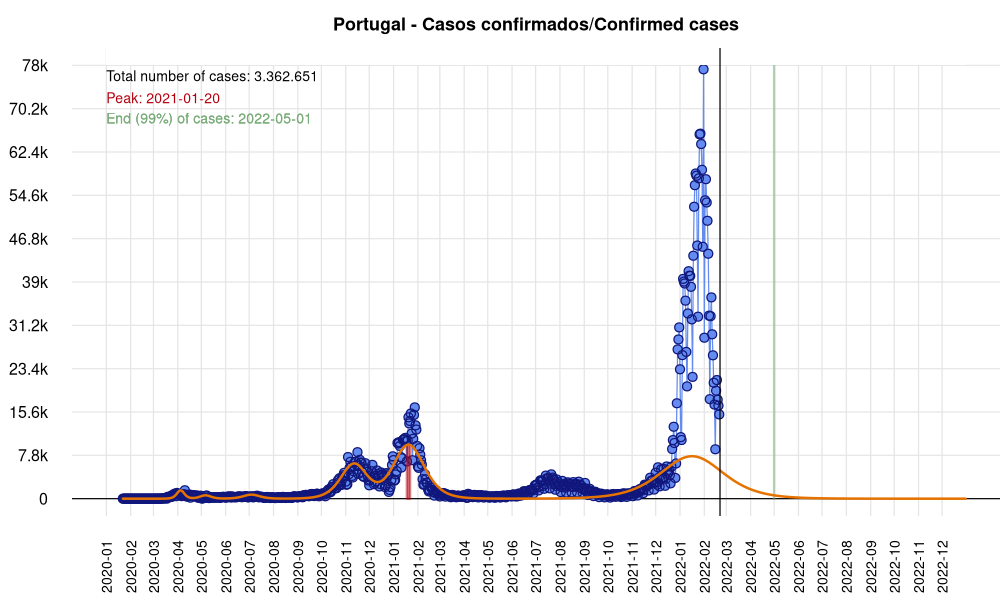 Portugal - Casos confirmados/Confirmed cases
Total number of cases: 3.362.651
Peak: 2021-01-20
End (99%) of cases: 2022-05-01
78k
70.2k
62.4k
54.6k
46.8k
39k
31.2k
23.4k
15.6k
7.8k
0
2020-01
2020-02
2020-03
2020-04
2020-05
2020-06
2020-07
2020-08
2020-09
2020-10
2020-11
2020-12
2021-01
2021-02
2021-03
2021-04
2021-05
2021-06
2021-07
2021-08
2021-09
2021-10
2021-11
2021-12
2022-01
2022-02
2022-03
2022-04
2022-05
2022-06
2022-07
2022-08
2022-09
2022-10
2022-11
2022-12